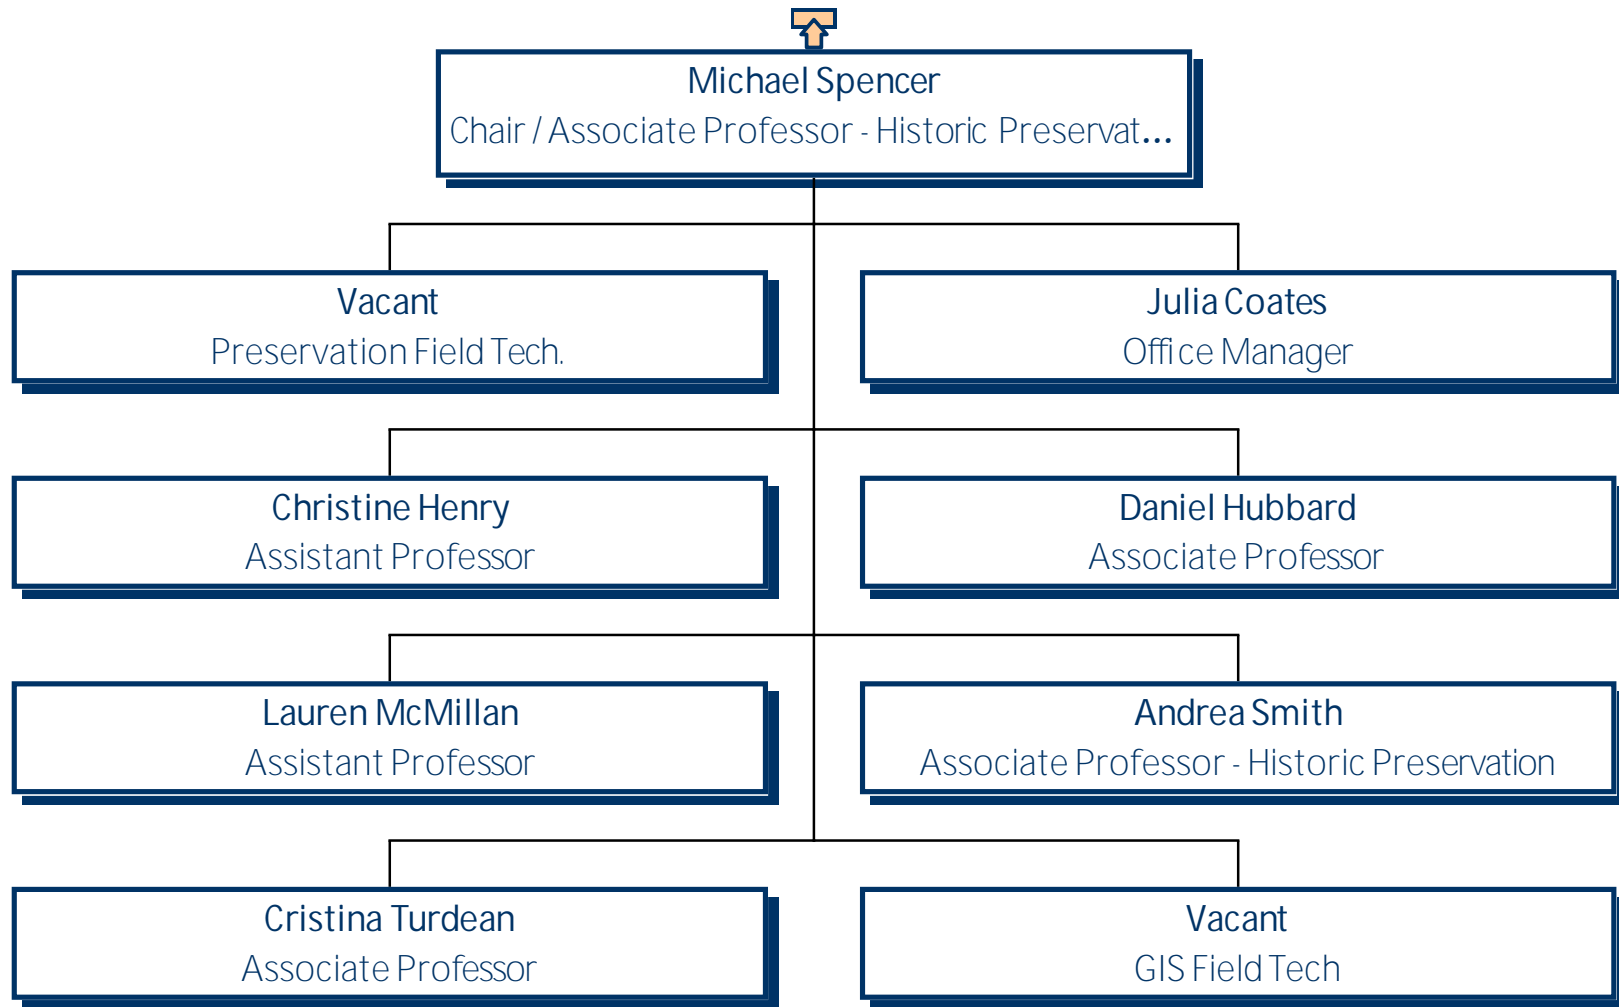 Michael Spencer
Chair / Associate Professor - Historic Preservat...
Vacant
Preservation Field Tech.
Julia Coates
Office Manager
Christine Henry
Assistant Professor
Daniel Hubbard
Associate Professor
Lauren McMillan
Assistant Professor
Andrea Smith
Associate Professor - Historic Preservation
Cristina Turdean
Associate Professor
Vacant
GIS Field Tech